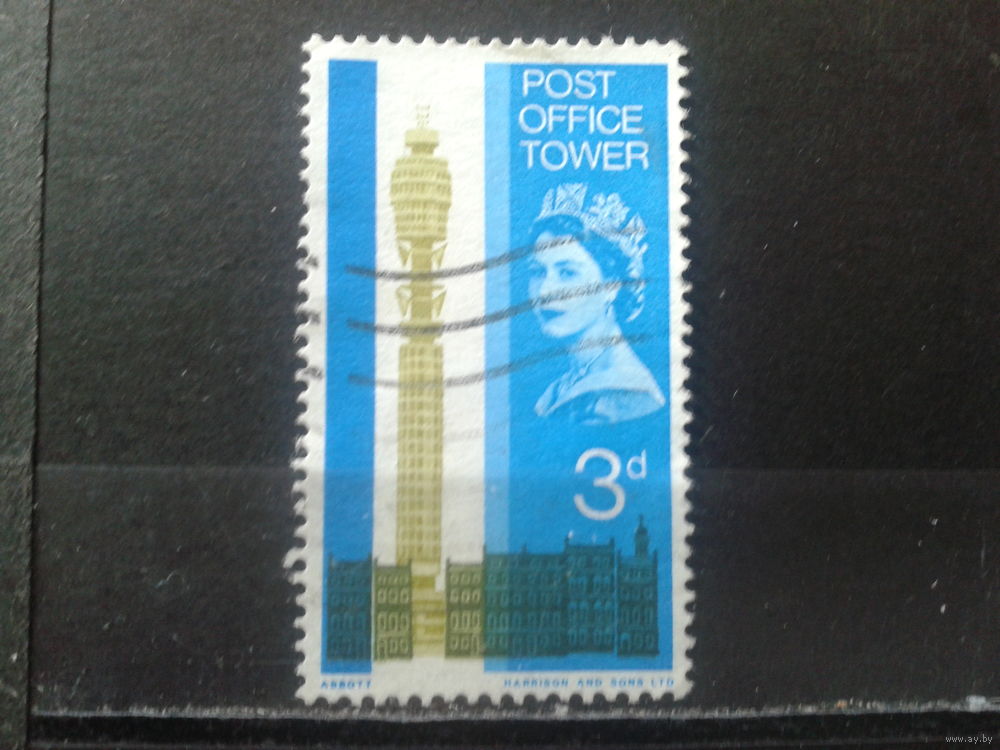 POST
OFFICE
TOWER
3d
ABBOTT HARRISON AND SONS LTD
www.ay.by